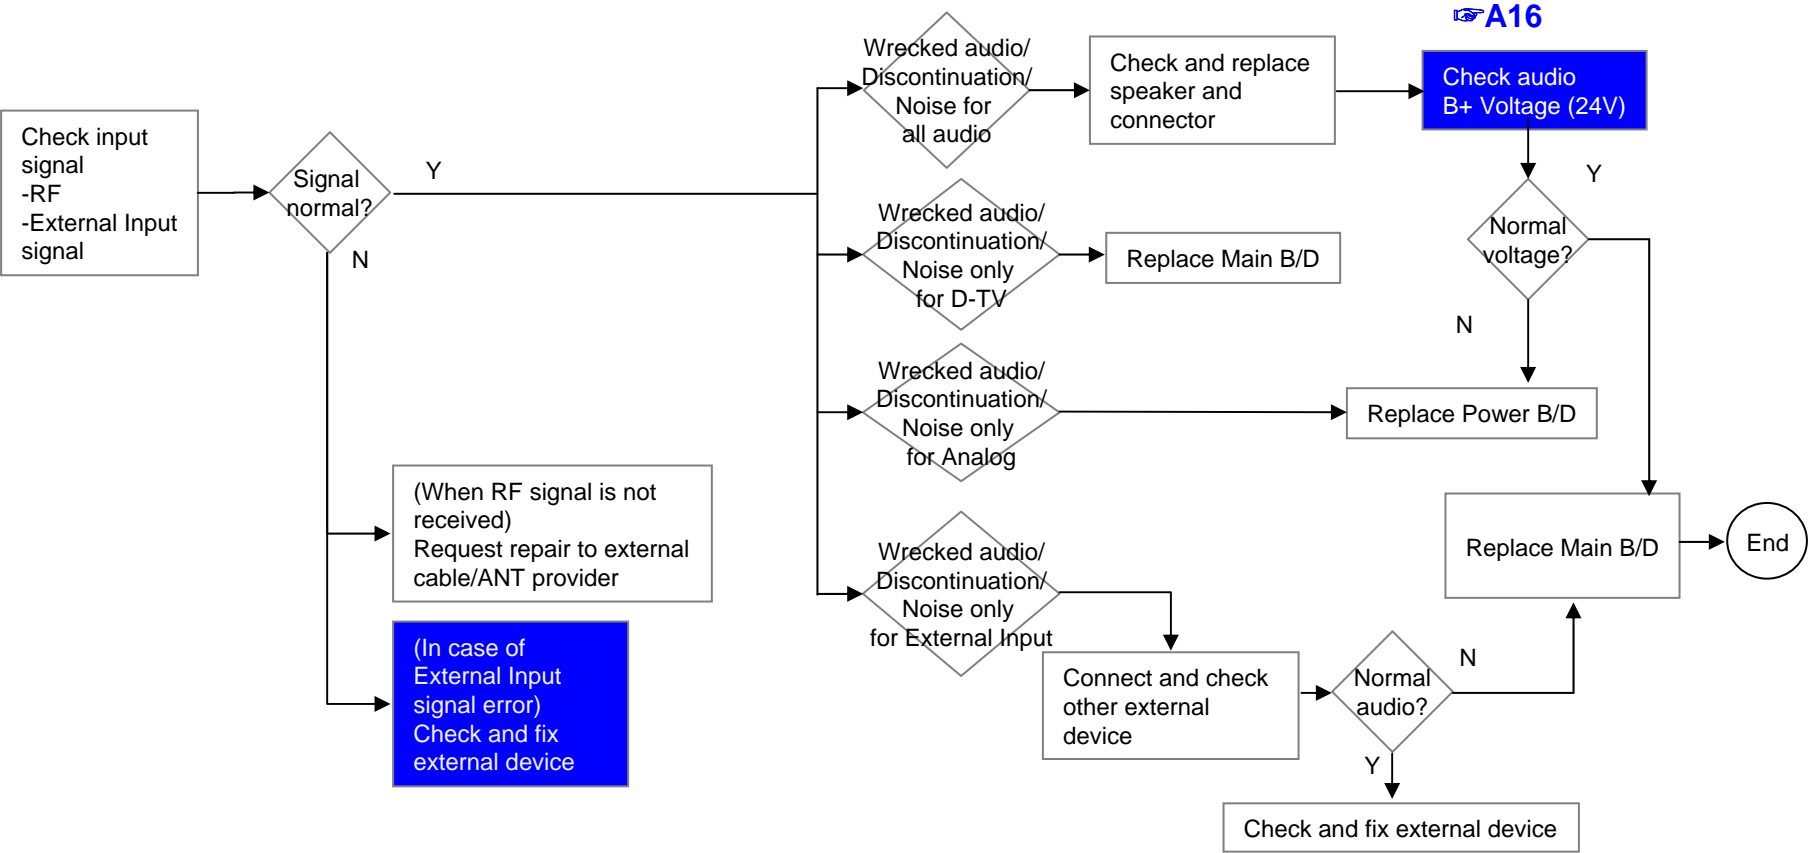 ☞A16
Check input
signal
-RF
-External Input
signal
Signal
normal?
Y
N
(When RF signal is not
received)
Request repair to external
cable/ANT provider
(In case of
External Input
signal error)
Check and fix
external device
Wrecked audio/
Discontinuation/
Noise for
all audio
Check and replace
speaker and
connector
Check audio
B+ Voltage (24V)
Y
Normal
voltage?
N
Wrecked audio/
Discontinuation/
Noise only
for D-TV
Replace Main B/D
Wrecked audio/
Discontinuation/
Noise only
for Analog
Replace Power B/D
Wrecked audio/
Discontinuation/
Noise only
for External Input
Connect and check
other external
device
Normal
audio?
N
Y
Replace Main B/D
End
Check and fix external device